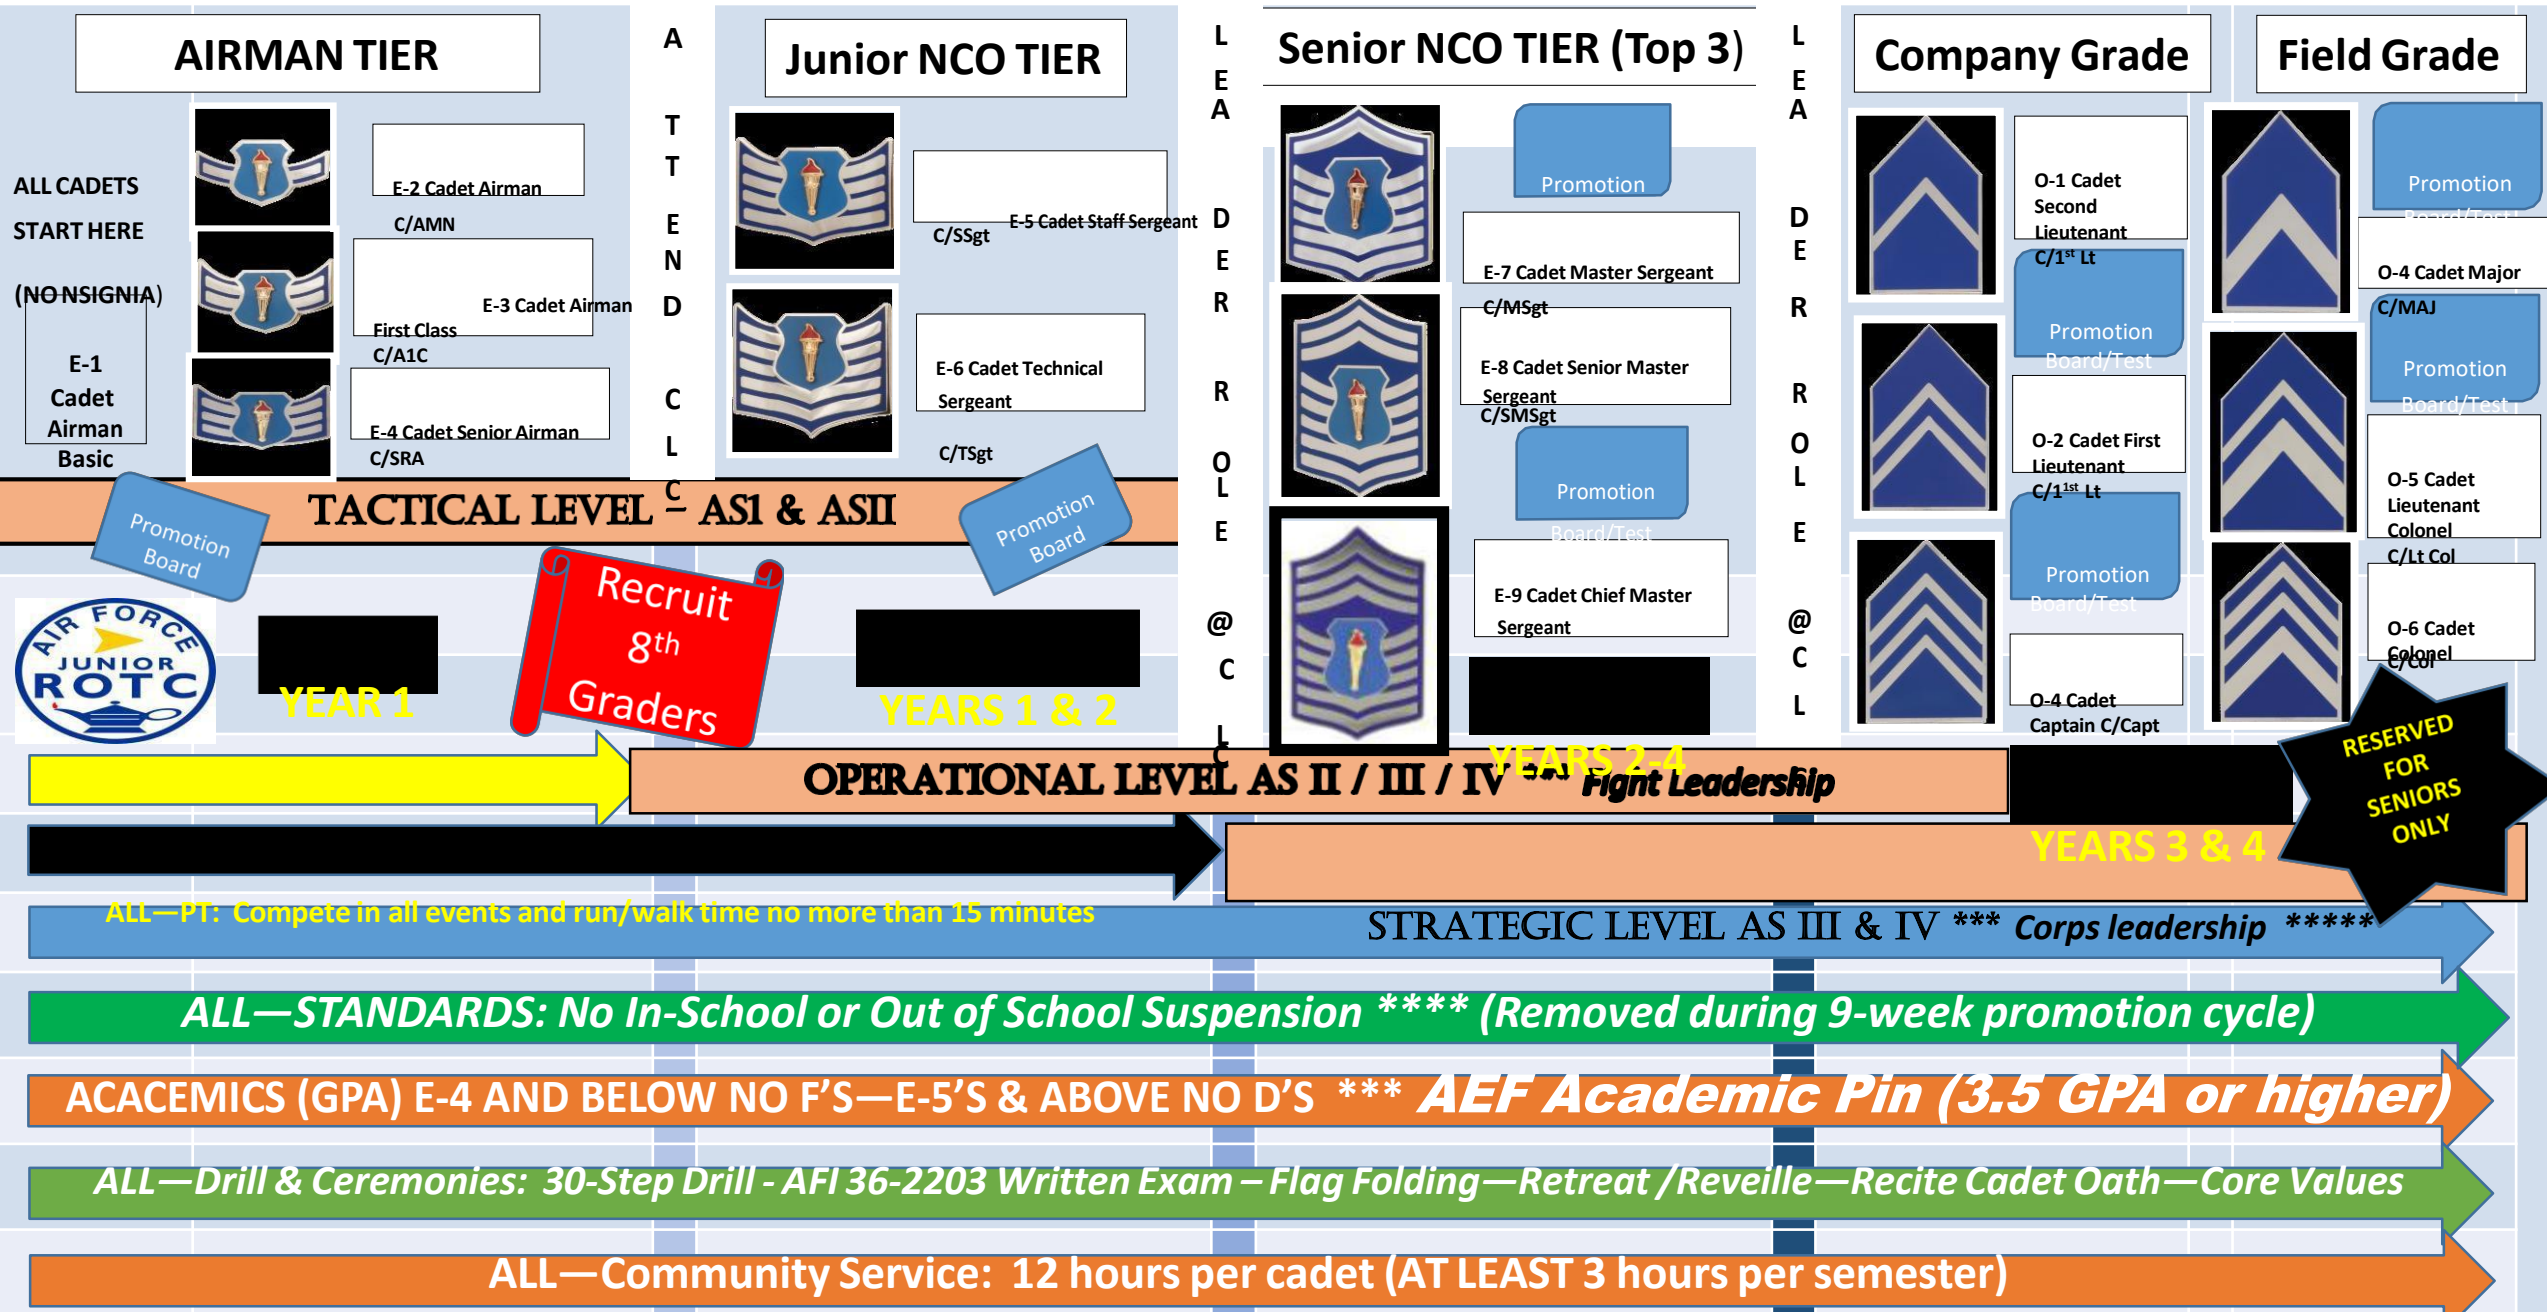 AIRMAN TIER
ALL CADETS
START HERE
(NO NSIGNIA)
E-1
Cadet
Airman
Basic
E-2 Cadet Airman
C/AMN
E-3 Cadet Airman
First Class
C/A1C
E-4 Cadet Senior Airman
C/SRA
A
T
T
E
N
D
C
L
C
Junior NCO TIER
E-5 Cadet Staff Sergeant
C/SSgt
E-6 Cadet Technical
Sergeant
C/TSgt
L
E
A
D
E
R
R
O
L
E
@
C
L
C
Senior NCO TIER (Top 3)
Promotion
E-7 Cadet Master Sergeant
C/MSgt
E-8 Cadet Senior Master
Sergeant
C/SMSgt
Promotion
Board/Test
E-9 Cadet Chief Master
Sergeant
L
E
A
D
E
R
R
O
L
E
@
C
L
Company Grade
O-1 Cadet
Second
Lieutenant
C/1st Lt
Promotion
Board/Test
O-2 Cadet First
Lieutenant
C/11st Lt
Promotion
Board/Test
O-4 Cadet
Captain C/Capt
Field Grade
Promotion
Board/Test
O-4 Cadet Major
C/MAJ
Promotion
Board/Test
O-5 Cadet
Lieutenant
Colonel
C/Lt Col
O-6 Cadet
Colonel
C/Col
TACTICAL LEVEL – AS1 & ASII
Promotion
Board
Promotion
Board
AIR FORCE
JUNIOR
ROTC
YEAR 1
Recruit
8th
Graders
YEARS 1 & 2
YEARS 2-4
YEARS 3 & 4
RESERVED
FOR
SENIORS
ONLY
OPERATIONAL LEVEL AS II / III / IV *** Fight Leadership
ALL—PT: Compete in all events and run/walk time no more than 15 minutes
STRATEGIC LEVEL AS III & IV *** Corps leadership *****
ALL—STANDARDS: No In-School or Out of School Suspension **** (Removed during 9-week promotion cycle)
ACACEMICS (GPA) E-4 AND BELOW NO F'S—E-5'S & ABOVE NO D'S *** AEF Academic Pin (3.5 GPA or higher)
ALL—Drill & Ceremonies: 30-Step Drill - AFI 36-2203 Written Exam – Flag Folding—Retreat /Reveille—Recite Cadet Oath—Core Values
ALL—Community Service: 12 hours per cadet (AT LEAST 3 hours per semester)